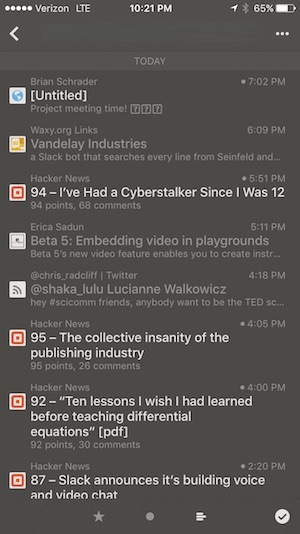 Verizon LTE 10:21 PM 65%
TODAY
Brian Schrader 7:02 PM
[Untitled]
Project meeting time!
Waxy.org Links 6:09 PM
Vandelay Industries
a Slack bot that searches every line from Seinfeld and...
Hacker News 5:51 PM
94 – I’ve Had a Cyberstalker Since I Was 12
94 points, 68 comments
Erica Sadun 5:11 PM
Beta 5: Embedding video in playgrounds
Beta 5's new video feature enables you to create instr...
@chris_radcliff | Twitter 4:18 PM
@shaka_lulu Lucianne Walkowicz
hey #scicomm friends, anybody want to be the TED sc...
Hacker News 4:05 PM
95 – The collective insanity of the
publishing industry
95 points, 26 comments
Hacker News 4:00 PM
92 – “Ten lessons I wish I had learned
before teaching differential
equations” [pdf]
92 points, 30 comments
Hacker News 2:20 PM
87 – Slack announces it’s building voice
and video chat